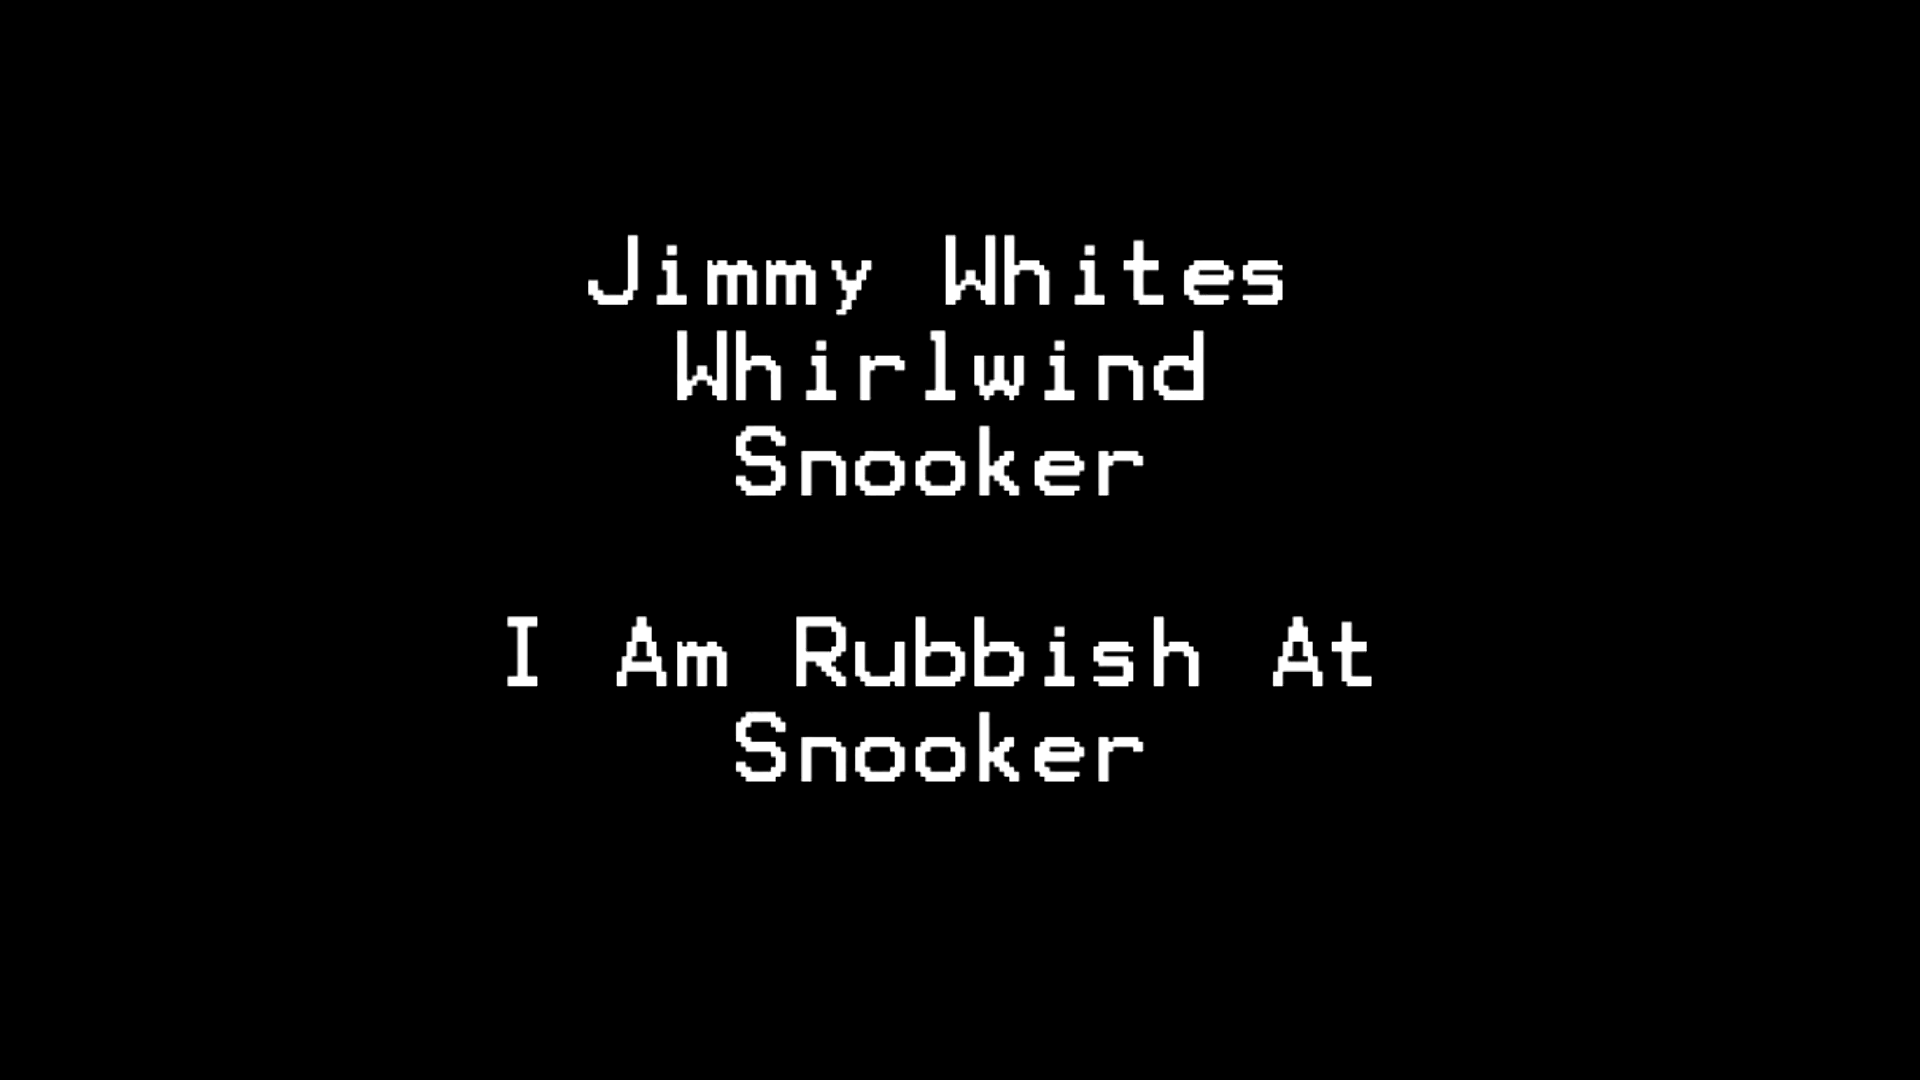 Jimmy Whites
Whirlwind
Snooker
I Am Rubbish At
Snooker